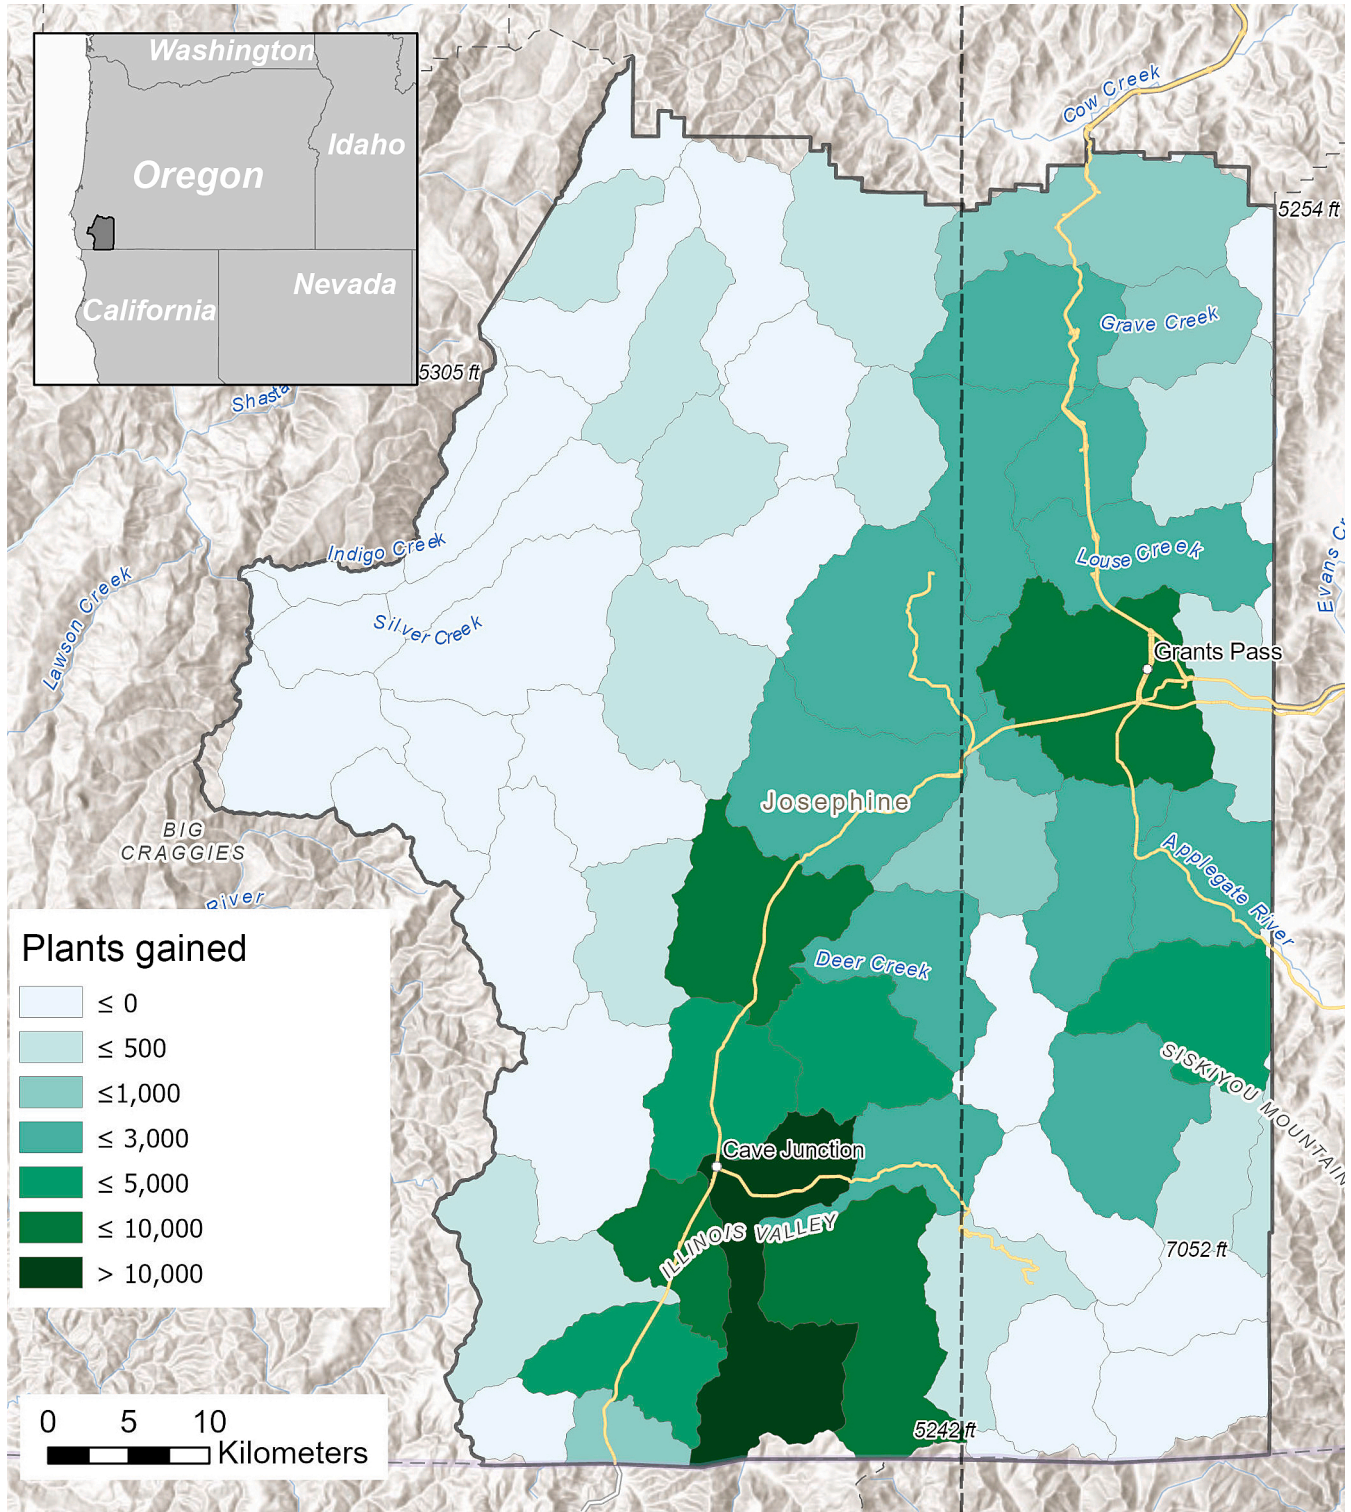 Washington
Idaho
Oregon
Nevada
California
Cow Creek
5254 ft
Grave Creek
5305 ft
Shasta
Indigo Creek
Louse Creek
Evans Cr
Lawson Creek
Silver Creek
Grants Pass
Josephine
BIG
CRAGGIES
Applegate River
River
Deer Creek
Plants gained
≤ 0
≤ 500
≤1,000
≤ 3,000
≤ 5,000
≤ 10,000
> 10,000
SISKIYOU MOUNTAIN
Cave Junction
ILLINOIS VALLEY
7052 ft
5242 ft
0 5 10
Kilometers